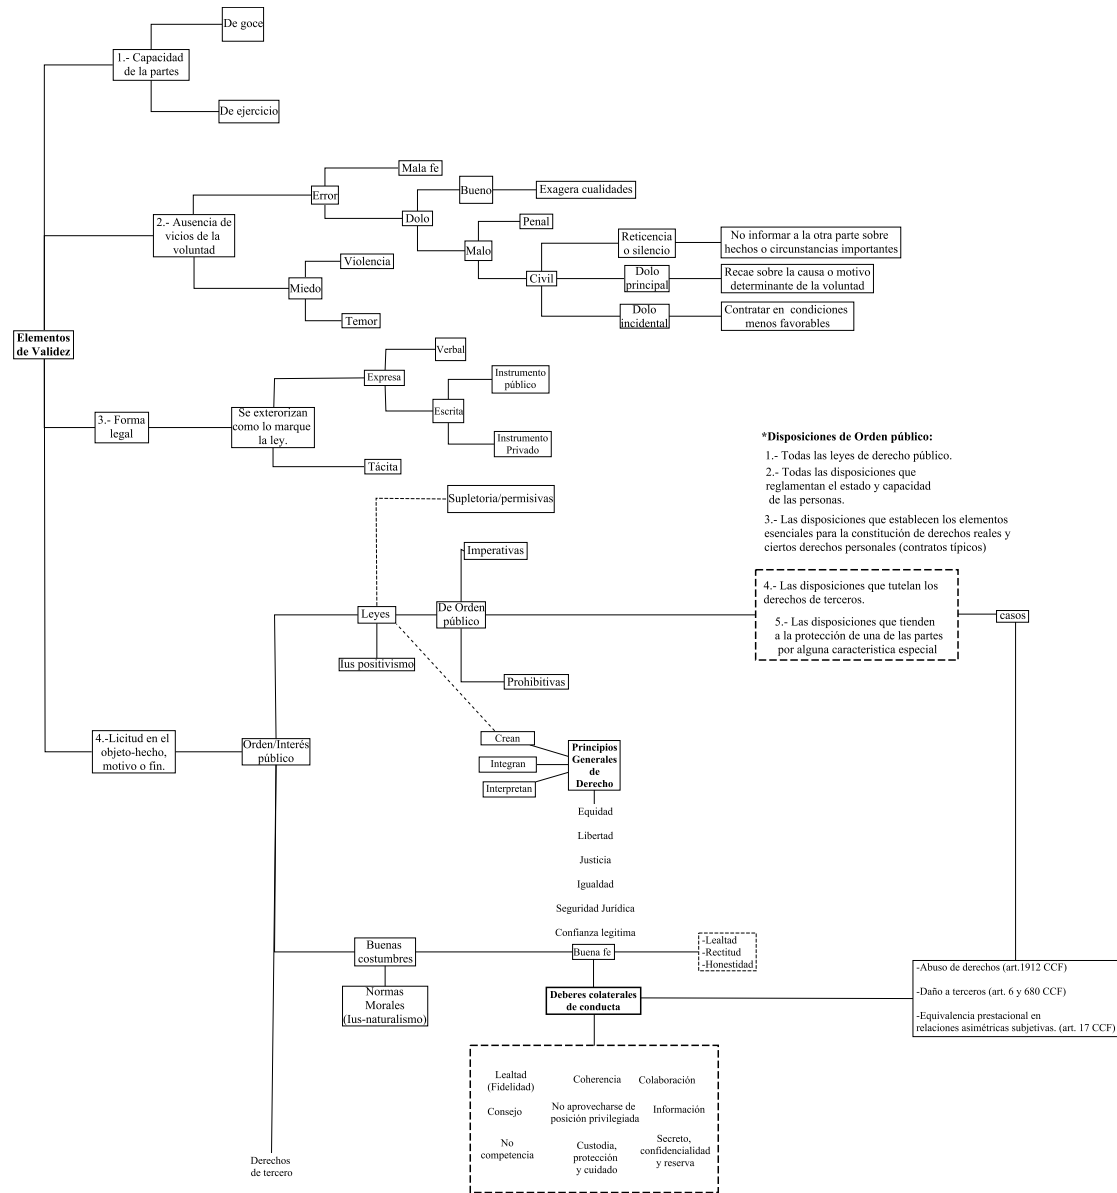 De goce
1.- Capacidad
de la partes
De ejercicio
Mala fe
Error
Bueno
Exagera cualidades
Dolo
2.- Ausencia de
vicios de la
voluntad
Penal
Malo
Reticencia
o silencio
No informar a la otra parte sobre
hechos o circunstancias importantes
Violencia
Civil
Dolo
principal
Recae sobre la causa o motivo
determinante de la voluntad
Miedo
Temor
Dolo
incidental
Contratar en condiciones
menos favorables
Elementos
de Validez
Verbal
Expresa
Instrumento
público
3.- Forma
legal
Se exterorizan
como lo marque
la ley.
Escrita
Instrumento
Privado
Tácita
*Disposiciones de Orden público:
1.- Todas las leyes de derecho público.
2.- Todas las disposiciones que
reglamentan el estado y capacidad
de las personas.
3.- Las disposiciones que establecen los elementos
esenciales para la constitución de derechos reales y
ciertos derechos personales (contratos típicos)
Supletoria/permisivas
Imperativas
Leyes
De Orden
público
4.- Las disposiciones que tutelan los
derechos de terceros.
5.- Las disposiciones que tienden
a la protección de una de las partes
por alguna caracteristica especial
casos
Ius positivismo
Prohibitivas
4.-Licitud en el
objeto-hecho,
motivo o fin.
Orden/Interés
público
Crean
Integran
Interpretan
Principios
Generales
de
Derecho
Equidad
Libertad
Justicia
Igualdad
Seguridad Jurídica
Confianza legitima
Buenas
costumbres
Buena fe
-Lealtad
-Rectitud
-Honestidad
Normas
Morales
(Ius-naturalismo)
Deberes colaterales
de conducta
-Abuso de derechos (art.1912 CCF)
-Daño a terceros (art. 6 y 680 CCF)
-Equivalencia prestacional en
relaciones asimétricas subjetivas. (art. 17 CCF)
Lealtad
(Fidelidad)
Coherencia
Colaboración
Consejo
No aprovecharse de
posición privilegiada
Información
No
competencia
Custodia,
protección
y cuidado
Secreto,
confidencialidad
y reserva
Derechos
de tercero